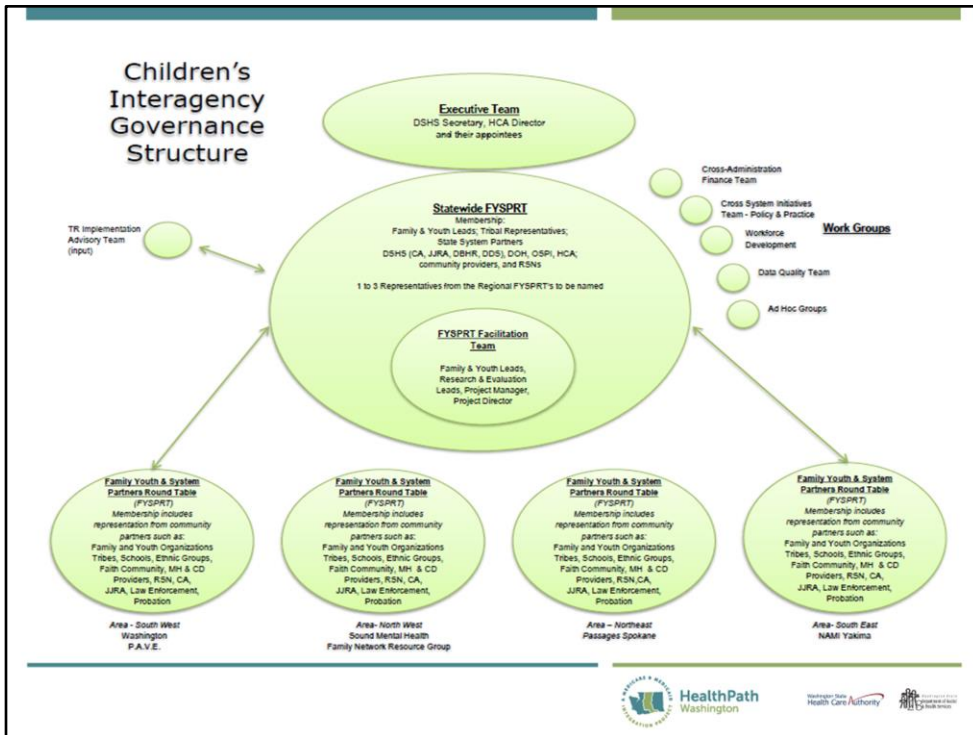 Children's
Interagency
Governance
Structure
Executive Team
DSHS Secretary, HCA Director
and their appointees
Statewide FYSPRT
Membership:
Family & Youth Leads; Tribal Representatives;
State System Partners
DSHS (CA, JJRA, DBHR, DDS), DOH, OSPI, HCA;
community providers, and RSNs
1 to 3 Representatives from the Regional FYSPRT's to be named
FYSPRT Facilitation
Team
Family & Youth Leads,
Research & Evaluation
Leads, Project Manager,
Project Director
TR Implementation
Advisory Team
(input)
Cross-Administration
Finance Team
Cross System Initiatives
Team - Policy & Practice
Work Groups
Workforce
Development
Data Quality Team
Ad Hoc Groups
Family Youth & System
Partners Round Table
(FYSPRT)
Membership includes
representation from community
partners such as:
Family and Youth Organizations
Tribes, Schools, Ethnic Groups,
Faith Community, MH & CD
Providers, RSN, CA,
JJRA, Law Enforcement,
Probation
Area - South West
Washington
P.A.V.E.
Family Youth & System
Partners Round Table
(FYSPRT)
Membership includes
representation from community
partners such as:
Family and Youth Organizations
Tribes, Schools, Ethnic Groups,
Faith Community, MH & CD
Providers, RSN,CA,
JJRA, Law Enforcement,
Probation
Area- North West
Sound Mental Health
Family Network Resource Group
Family Youth & System
Partners Round Table
(FYSPRT)
Membership includes
representation from community
partners such as:
Family and Youth Organizations
Tribes, Schools, Ethnic Groups,
Faith Community, MH & CD
Providers, RSN,CA,
JJRA, Law Enforcement,
Probation
Area – Northeast
Passages Spokane
Family Youth & System
Partners Round Table
(FYSPRT)
Membership includes
representation from community
partners such as:
Family and Youth Organizations
Tribes, Schools, Ethnic Groups,
Faith Community, MH & CD
Providers, RSN, CA,
JJRA, Law Enforcement,
Probation
Area- South East
NAMI Yakima
MEDICARE & MEDICAID
INTEGRATION PROJECT
HealthPath
Washington
Washington State
Health Care Authority
Department of Social
& Health Services